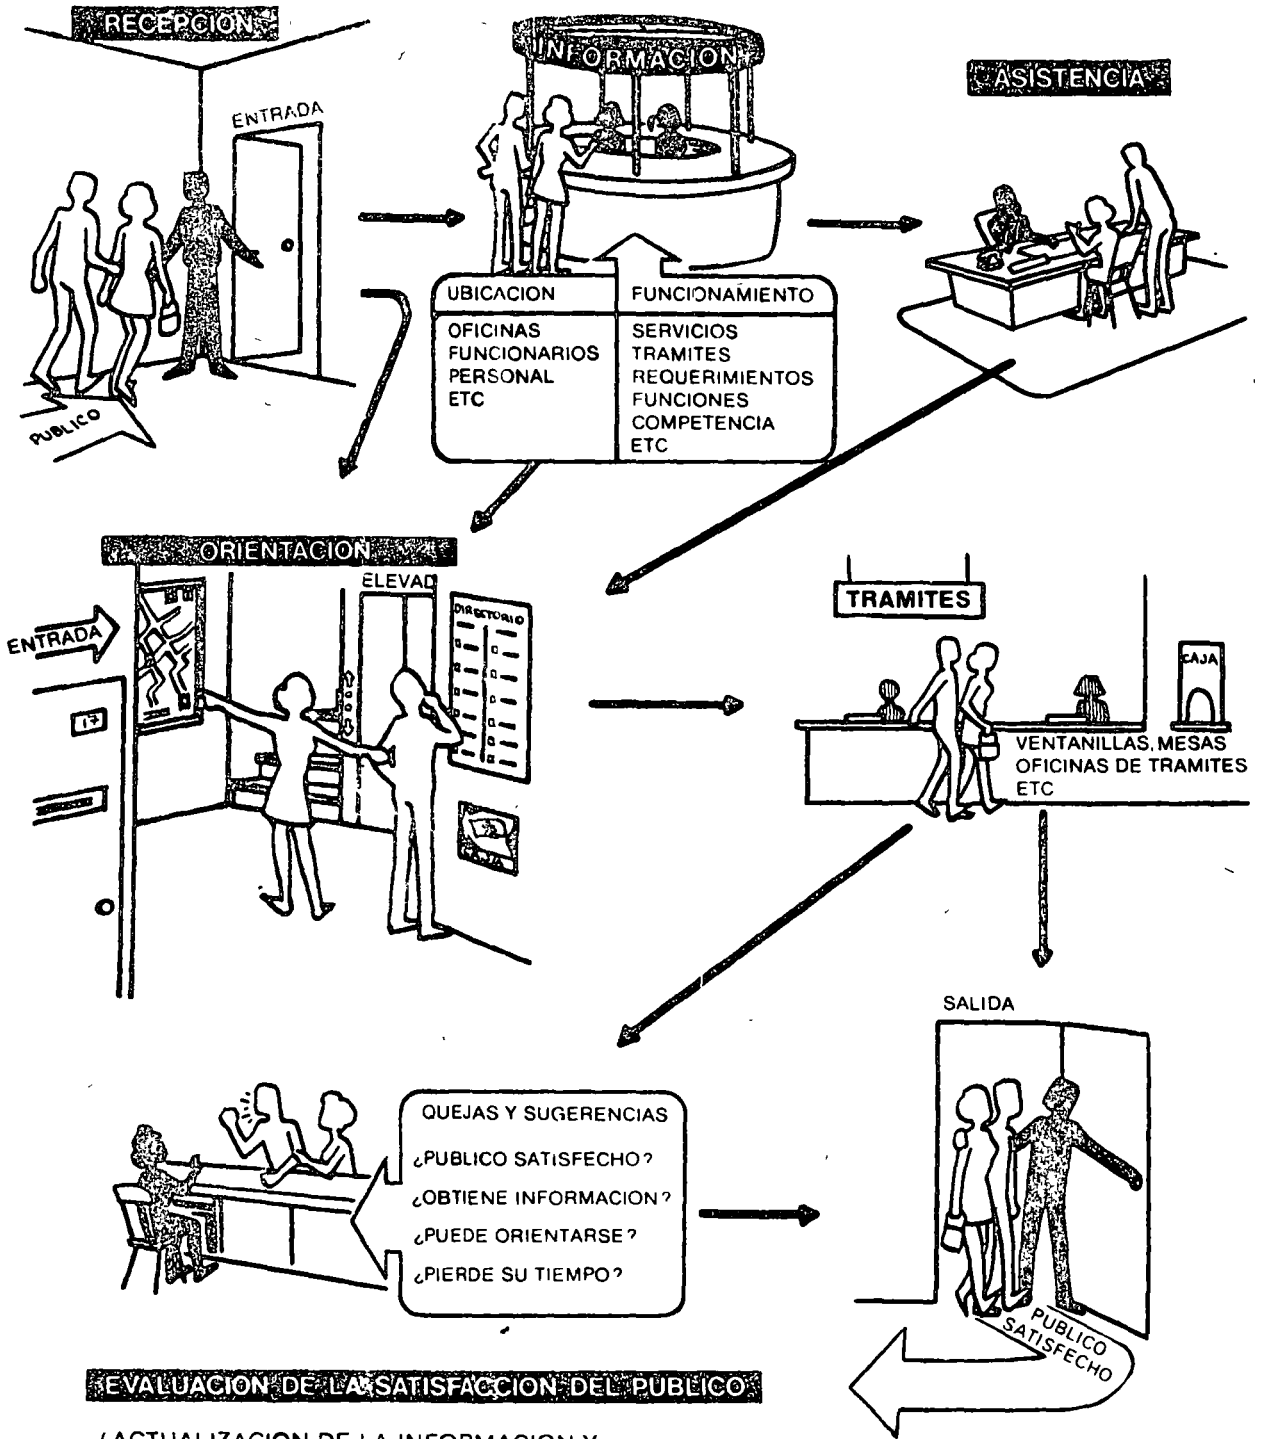 RECEPCION
ENTRADA
PUBLICO
INFORMACION
UBICACION
OFICINAS
FUNCIONARIOS
PERSONAL
ETC
FUNCIONAMIENTO
SERVICIOS
TRAMITES
REQUERIMIENTOS
FUNCIONES
COMPETENCIA
ETC
ASISTENCIA
ORIENTACION
ENTRADA
17
ELEVAD
DIRECTORIO
CAJA
TRAMITES
CAJA
VENTANILLAS, MESAS
OFICINAS DE TRAMITES
ETC
QUEJAS Y SUGERENCIAS
¿PUBLICO SATISFECHO?
¿OBTIENE INFORMACION?
¿PUEDE ORIENTARSE?
¿PIERDE SU TIEMPO?
SALIDA
PUBLICO
SATISFECHO
EVALUACION DE LA SATISFACCION DEL PUBLICO
(ACTUALIZACION DE LA INFORMACION Y